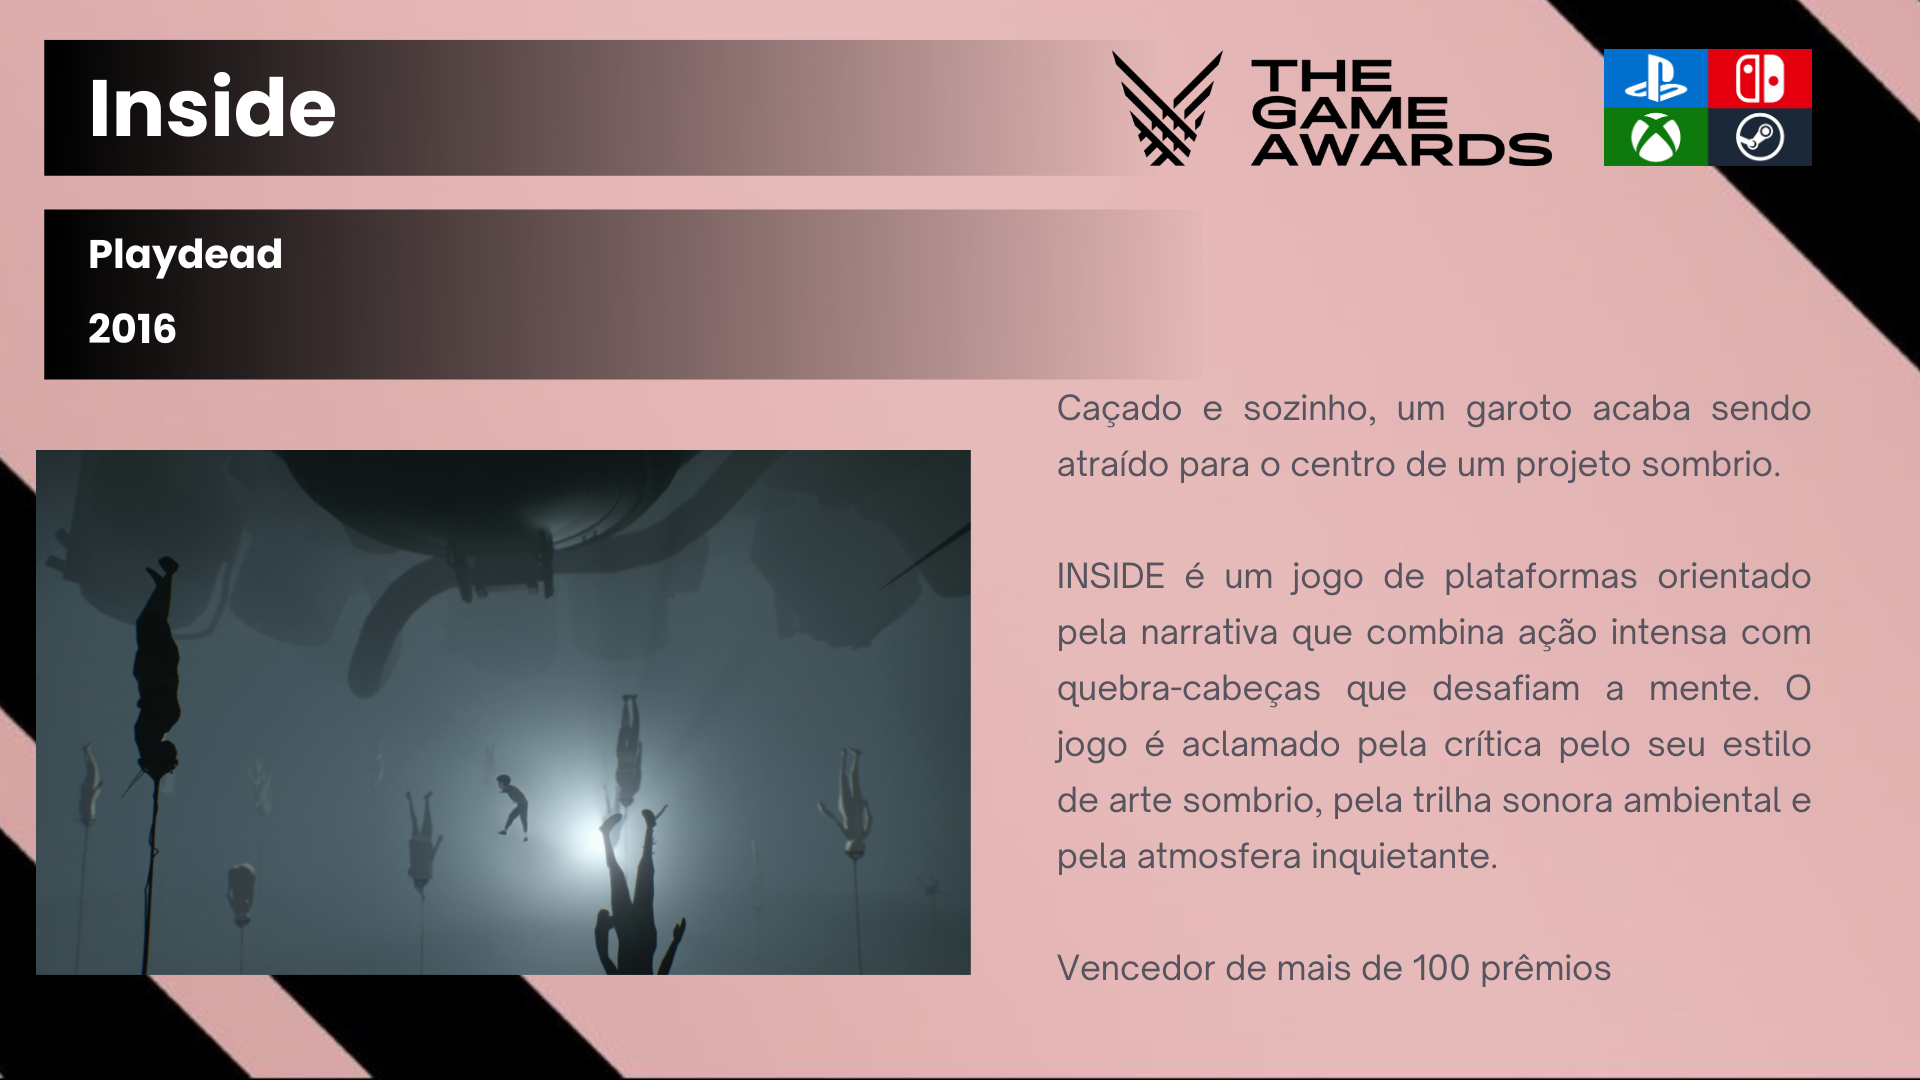 Inside
THE
GAME
AWARDS
Playdead
2016
Caçado e sozinho, um garoto acaba sendo
atraído para o centro de um projeto sombrio.
INSIDE é um jogo de plataformas orientado
pela narrativa que combina ação intensa com
quebra-cabeças que desafiam a mente. O
jogo é aclamado pela crítica pelo seu estilo
de arte sombrio, pela trilha sonora ambiental e
pela atmosfera inquietante.
Vencedor de mais de 100 prêmios